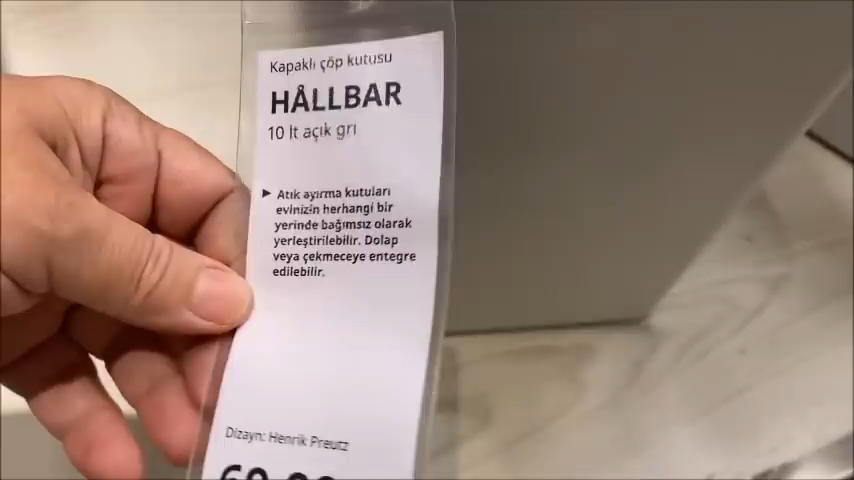 Kapaklı çöp kutusu
HÅLLBAR
10 lt açık gri
► Atık ayırma kutuları
evinizin herhangi bir
yerinde bağımsız olarak
yerleştirilebilir. Dolap
veya çekmeceye entegre
edilebilir.
Dizayn: Henrik Preutz